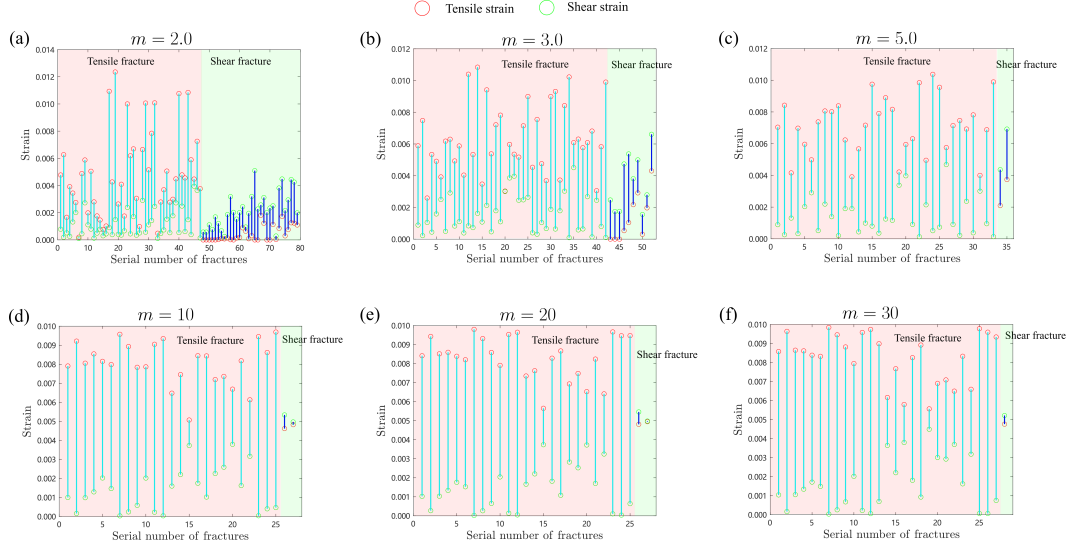 Tensile strain Shear strain
(a) m = 2.0
Tensile fracture Shear fracture
Strain
0.014
0.012
0.010
0.008
0.006
0.004
0.002
0.000
0 10 20 30 40 50 60 70 80
Serial number of fractures
(b) m = 3.0
Tensile fracture Shear fracture
Strain
0.012
0.010
0.008
0.006
0.004
0.002
0.000
0 5 10 15 20 25 30 35 40 45 50
Serial number of fractures
(c) m = 5.0
Tensile fracture Shear fracture
Strain
0.012
0.010
0.008
0.006
0.004
0.002
0.000
0 5 10 15 20 25 30 35
Serial number of fractures
(d) m = 10
Tensile fracture Shear fracture
Strain
0.010
0.009
0.008
0.007
0.006
0.005
0.004
0.003
0.002
0.001
0.000
0 5 10 15 20 25
Serial number of fractures
(e) m = 20
Tensile fracture Shear fracture
Strain
0.010
0.009
0.008
0.007
0.006
0.005
0.004
0.003
0.002
0.001
0.000
0 5 10 15 20 25
Serial number of fractures
(f) m = 30
Tensile fracture Shear fracture
Strain
0.010
0.009
0.008
0.007
0.006
0.005
0.004
0.003
0.002
0.001
0.000
0 5 10 15 20 25
Serial number of fractures